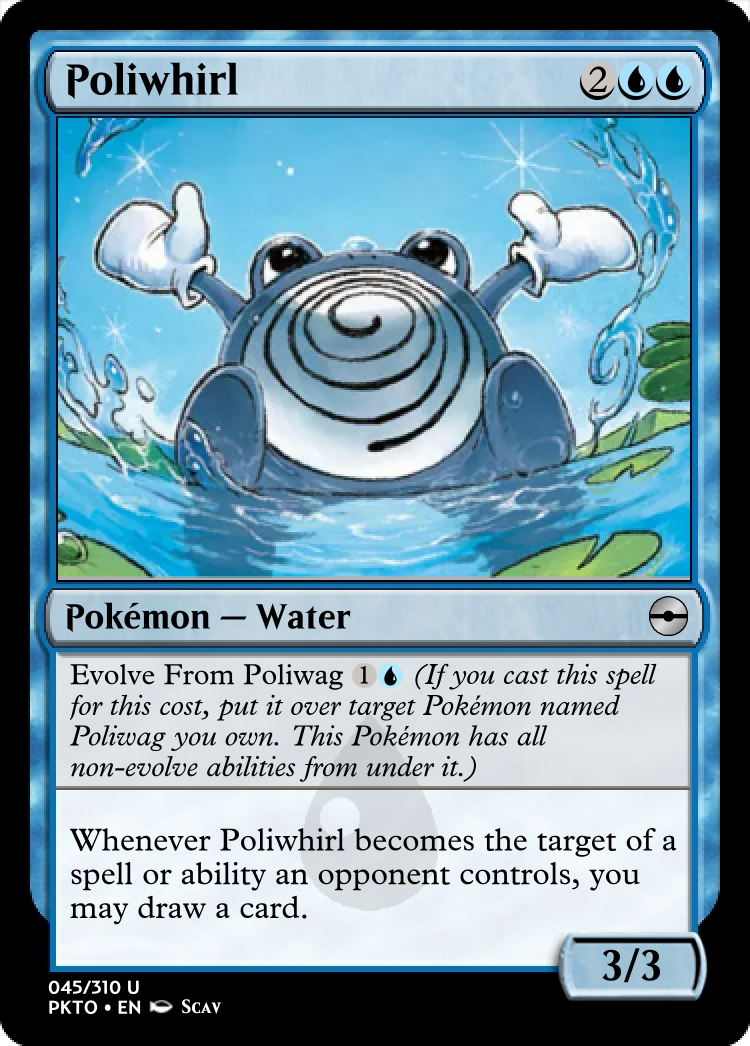 Poliwhirl 2
Pokémon — Water
Evolve From Poliwag 1 (If you cast this spell
for this cost, put it over target Pokémon named
Poliwag you own. This Pokémon has all
non-evolve abilities from under it.)
Whenever Poliwhirl becomes the target of a
spell or ability an opponent controls, you
may draw a card.
3/3
045/310 U
PKTO • EN Scav